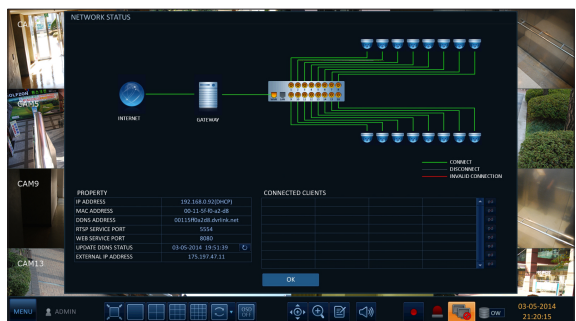 NETWORK STATUS
CAM5
INTERNET
GATEWAY
CONNECT
DISCONNECT
INVALID CONNECTION
CAM9
PROPERTY
CONNECTED CLIENTS
IP ADDRESS 192.168.0.92(DHCP)
MAC ADDRESS 00-11-5f-f0-a2-d8
DDNS ADDRESS 00115ff0a2d8.dvrlink.net
RTSP SERVICE PORT 5554
WEB SERVICE PORT 8080
UPDATE DDNS STATUS 03-05-2014 19:51:39
EXTERNAL IP ADDRESS 175.197.47.11
CAM13
OK
MENU ADMIN OSD OFF OW 03-05-2014
21:20:15